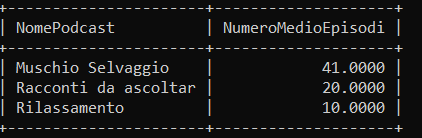 NomePodcast NumeroMedioEpisodi
Muschio Selvaggio 41.0000
Racconti da ascoltar 20.0000
Rilassamento 10.0000